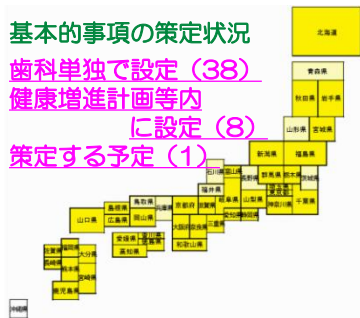 基本的事項の策定状況
歯科単独で設定（38）
健康増進計画等内
に設定（8）
策定する予定（1）
北海道
青森県
秋田県 岩手県
山形県 宮城県
新潟県 福島県
石川県 富山県 長野県 群馬県 栃木県 茨城県
福井県 岐阜県 山梨県 埼玉県
東京都
神奈川県 千葉県
愛知県 静岡県
鳥取県 兵庫県 京都府 滋賀県
島根県
山口県 広島県 岡山県
大阪府 奈良県 三重県
和歌山県
愛媛県 香川県
高知県 徳島県
佐賀県 福岡県 大分県
長崎県 熊本県 宮崎県
鹿児島県
沖縄県